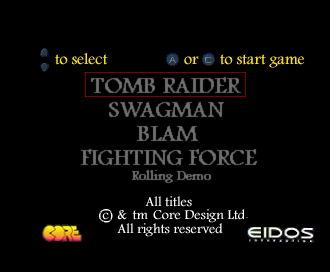 to select A or C to start game
TOMB RAIDER
SWAGMAN
BLAM
FIGHTING FORCE
Rolling Demo
All titles
© & tm Core Design Ltd
All rights reserved
CORE
EIDOS
INTERACTIVE